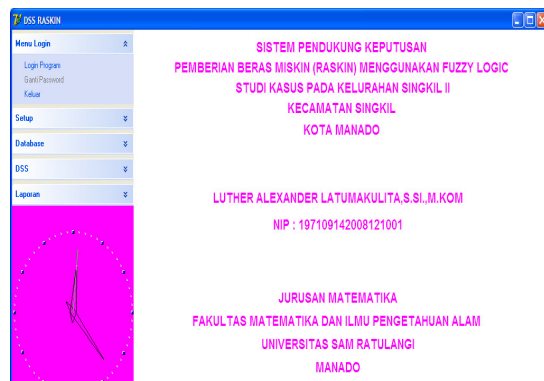 DSS RASKIN
Menu Login
Login Program
Ganti Password
Keluar
Setup
Database
DSS
Laporan
SISTEM PENDUKUNG KEPUTUSAN
PEMBERIAN BERAS MISKIN (RASKIN) MENGGUNAKAN FUZZY LOGIC
STUDI KASUS PADA KELURAHAN SINGKIL II
KECAMATAN SINGKIL
KOTA MANADO
LUTHER ALEXANDER LATUMAKULITA,S.SI.,M.KOM
NIP : 197109142008121001
JURUSAN MATEMATIKA
FAKULTAS MATEMATIKA DAN ILMU PENGETAHUAN ALAM
UNIVERSITAS SAM RATULANGI
MANADO